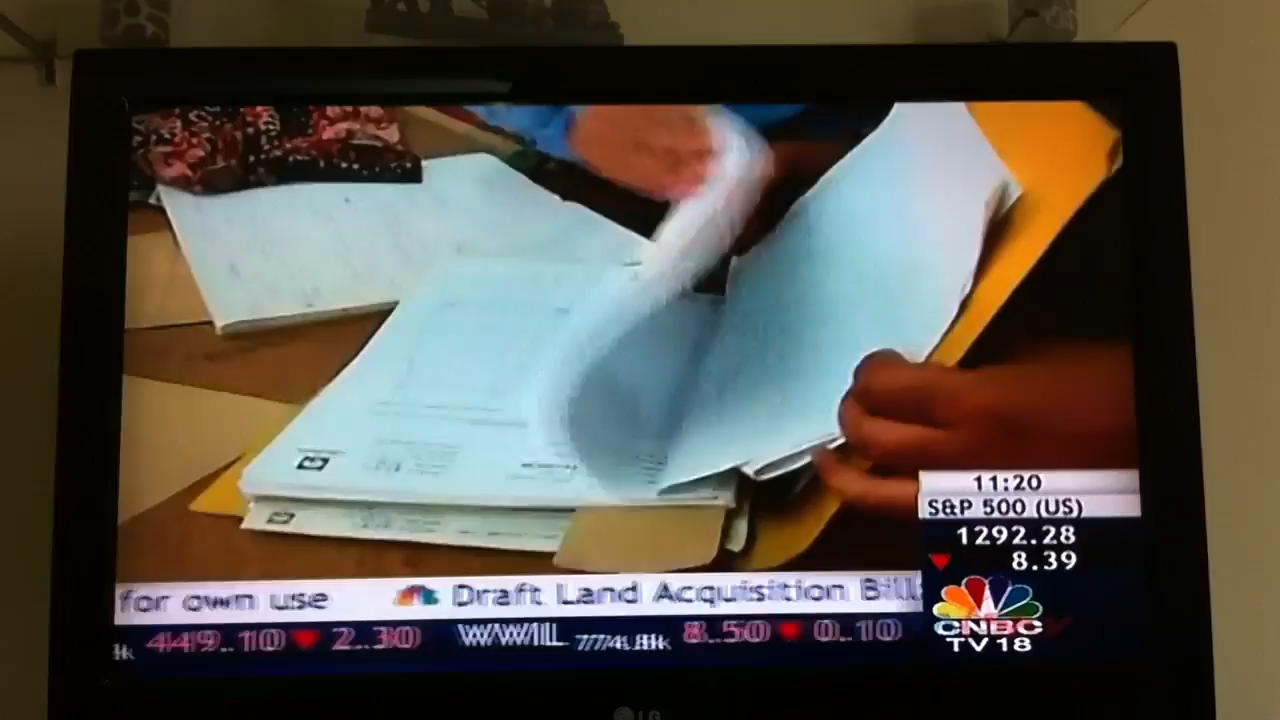 11:20
S&P 500 (US)
1292.28
8.39
for own use Draft Land Acquisition Bill
449.10 2.30 WWIL 8.50 0.10
CNBC
TV18
LG